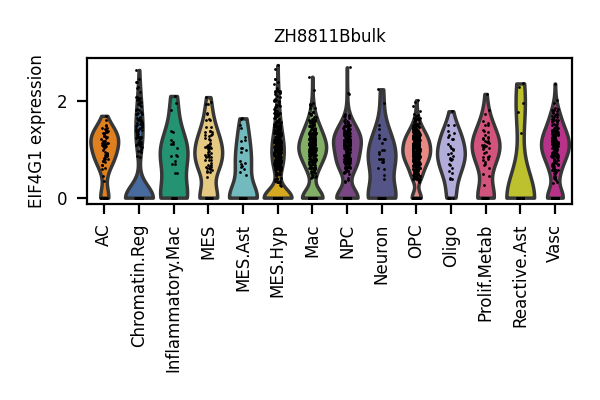 ZH8811Bbulk
EIF4G1 expression
2
0
AC
Chromatin.Reg
Inflammatory.Mac
MES
MES.Ast
MES.Hyp
Mac
NPC
Neuron
OPC
Oligo
Prolif.Metab
Reactive.Ast
Vasc